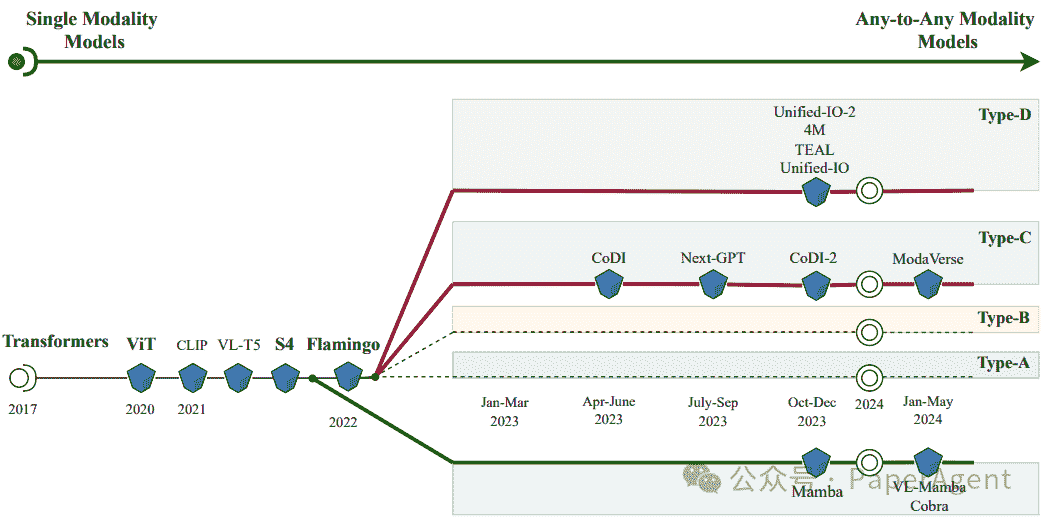 Single Modality
Models
Any-to-Any Modality
Models
Type-D
Unified-IO-2
4M
TEAL
Unified-IO
Type-C
CoDI
Next-GPT
CoDI-2
ModaVerse
Type-B
Type-A
Transformers
ViT
CLIP
VL-T5
S4
Flamingo
2017
2020
2021
2022
Jan-Mar
2023
Apr-June
2023
July-Sep
2023
Oct-Dec
2023
2024
Jan-May
2024
Mamba
VL-Mamba
Cobra
公众号 · PaperAgent